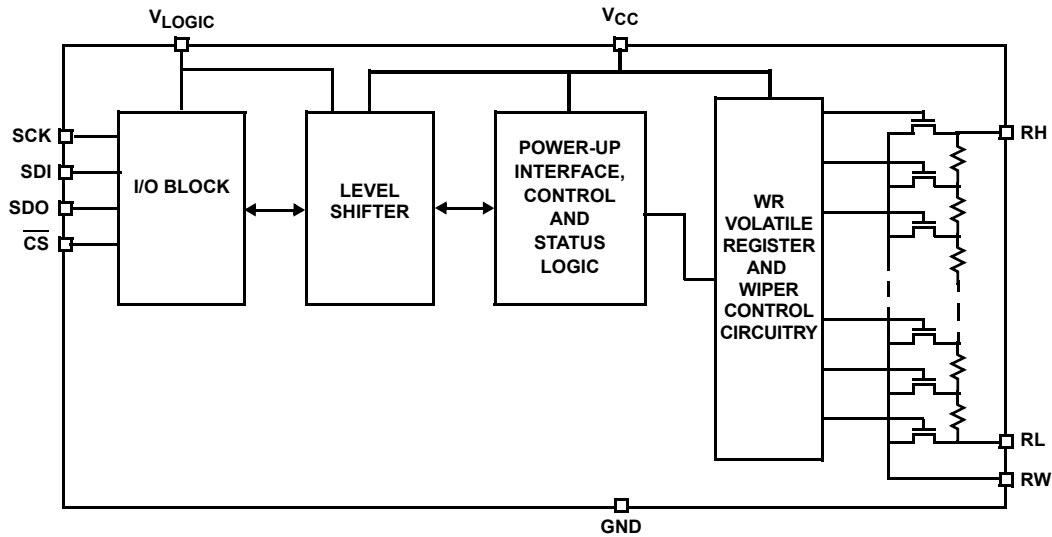 VLOGIC
VCC
SCK
SDI
SDO
CS
I/O BLOCK
LEVEL
SHIFTER
POWER-UP
INTERFACE,
CONTROL
AND
STATUS
LOGIC
WR
VOLATILE
REGISTER
AND
WIPER
CONTROL
CIRCUITRY
RH
RL
RW
GND